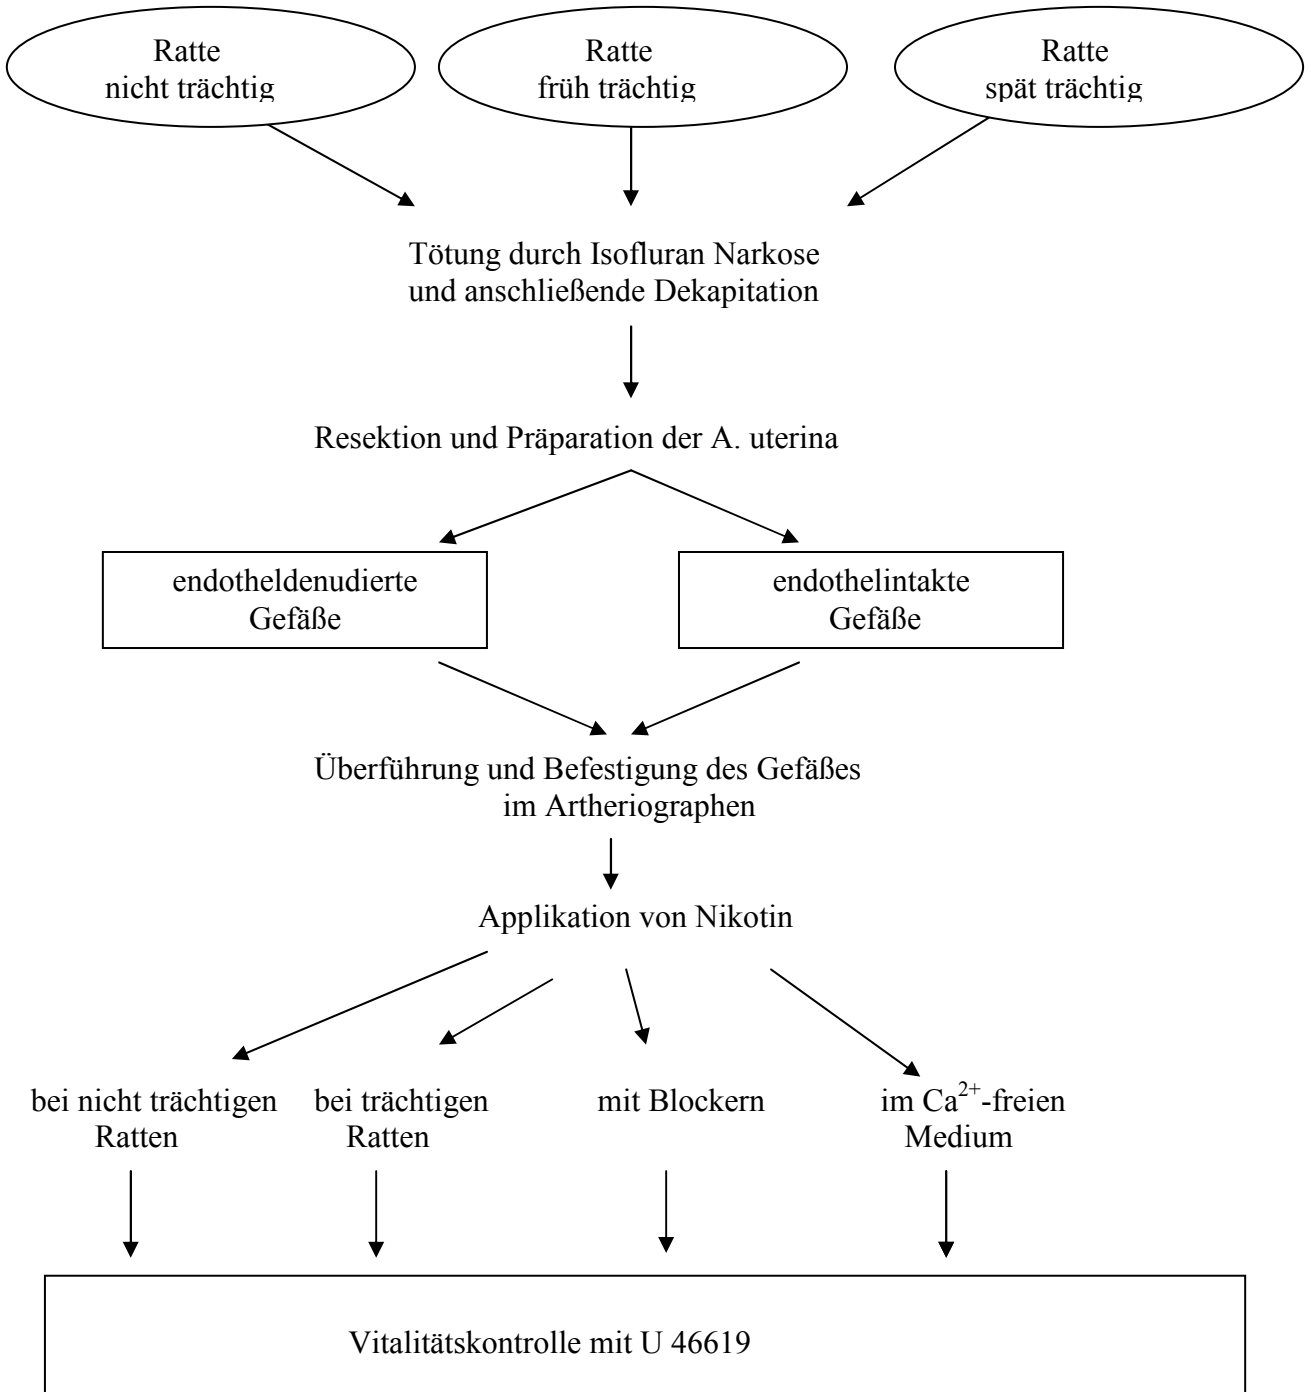 Ratte
nicht trächtig
Ratte
früh trächtig
Ratte
spät trächtig
Tötung durch Isofluran Narkose
und anschließende Dekapitation
Resektion und Präparation der A. uterina
endotheldenudierte
Gefäße
endothelintakte
Gefäße
Überführung und Befestigung des Gefäßes
im Artheriographen
Applikation von Nikotin
bei nicht trächtigen
Ratten
bei trächtigen
Ratten
mit Blockern
im Ca²⁺-freien
Medium
Vitalitätskontrolle mit U 46619